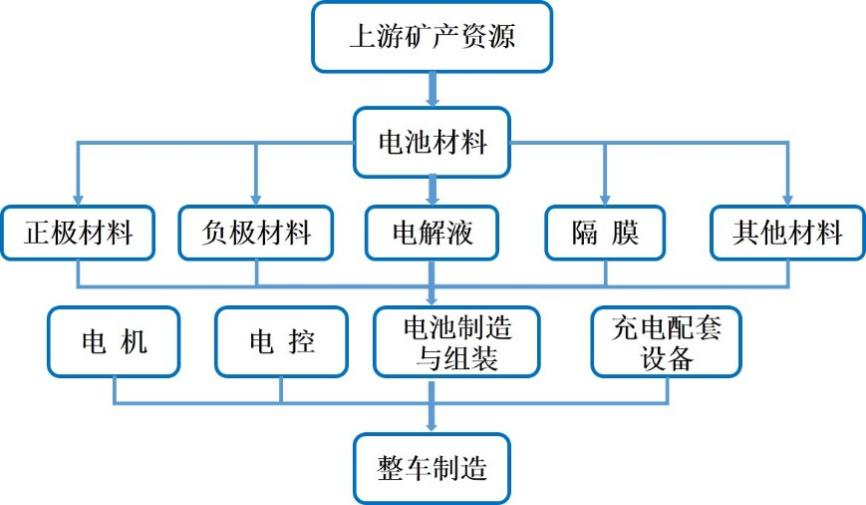 上游矿产资源
电池材料
正极材料
负极材料
电解液
隔 膜
其他材料
电 机
电 控
电池制造
与组装
充电配套
设备
整车制造